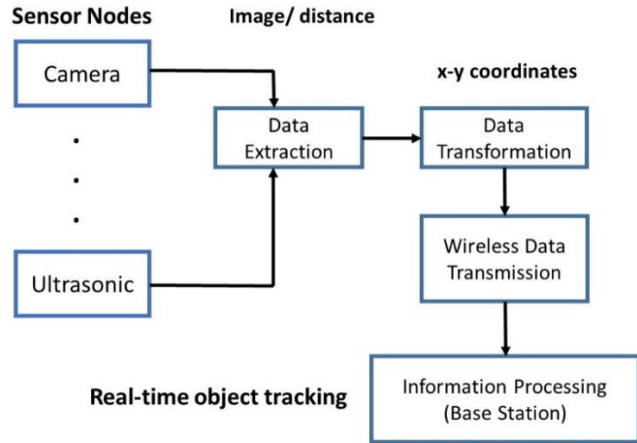 Sensor Nodes
Image/ distance
Camera
x-y coordinates
Data
Extraction
Data
Transformation
Ultrasonic
Wireless Data
Transmission
Real-time object tracking
Information Processing
(Base Station)